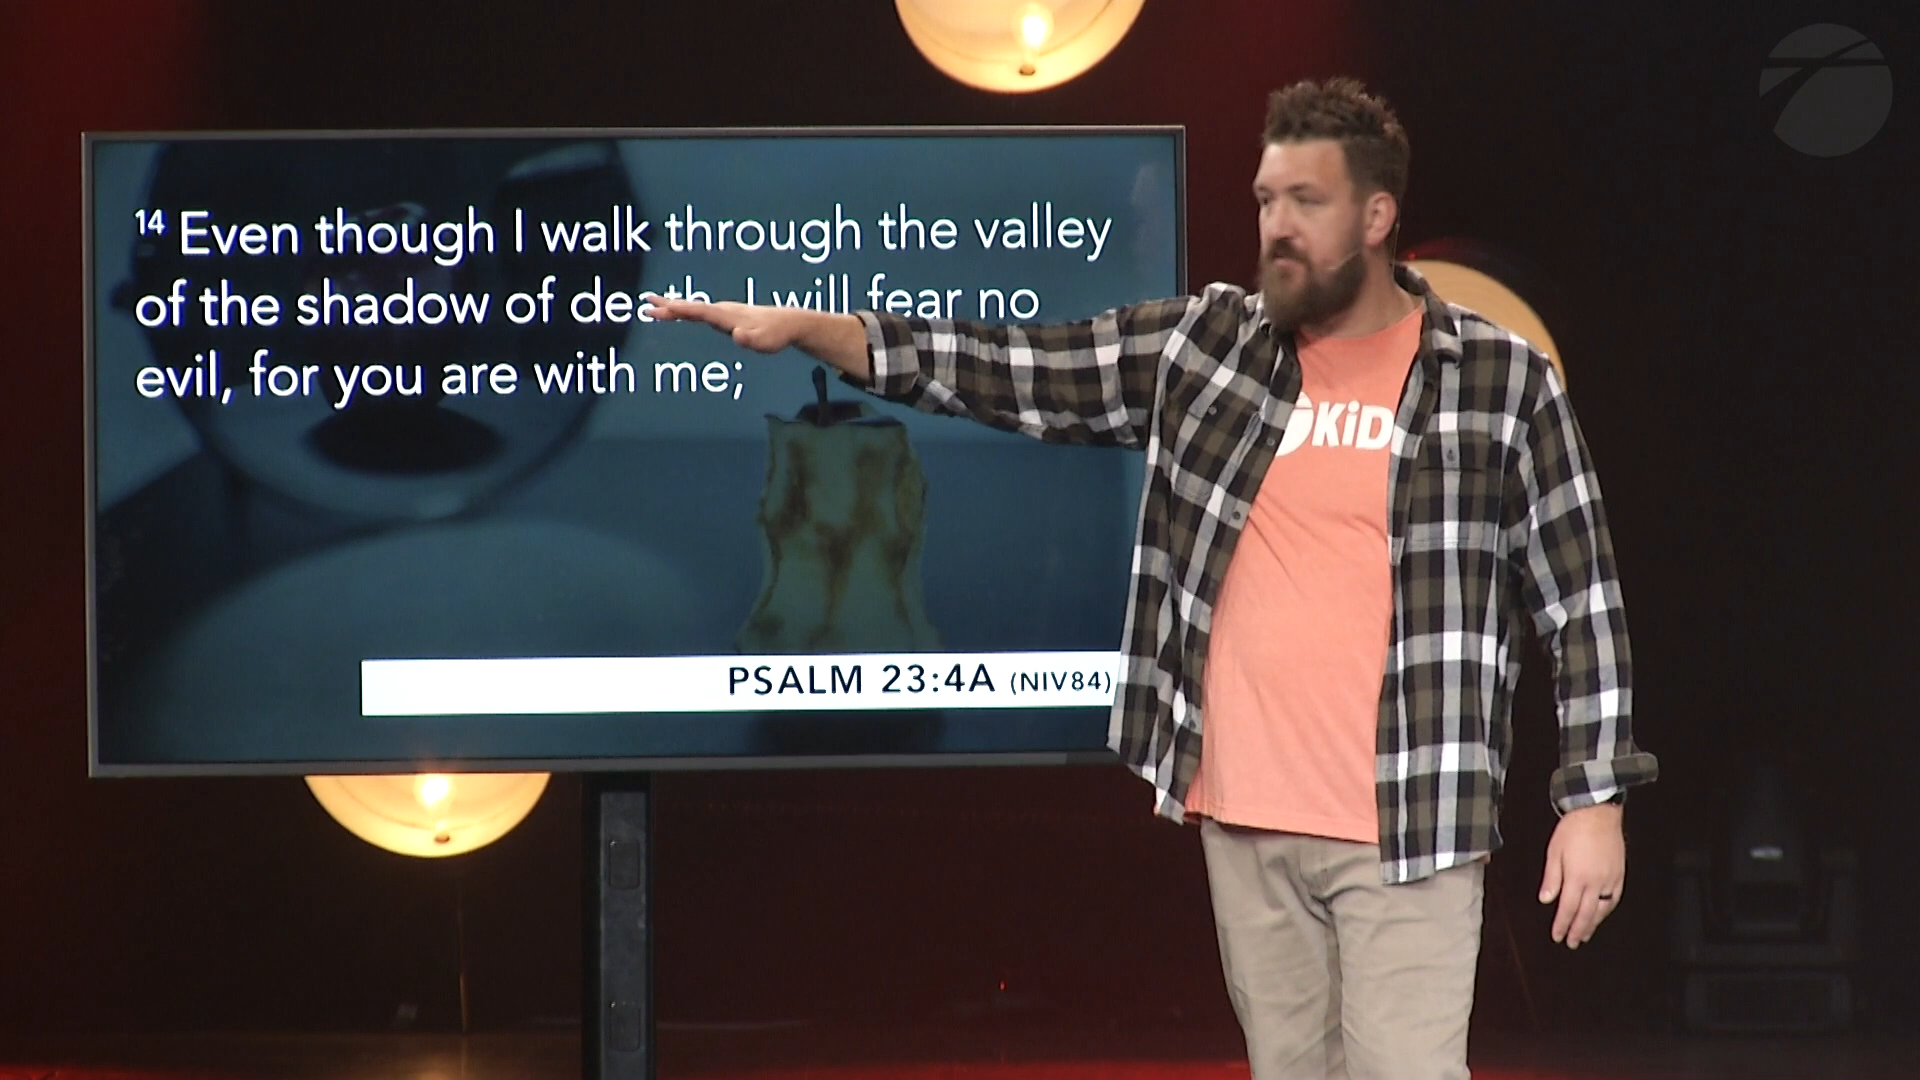 14 Even though I walk through the valley
of the shadow of death, I will fear no
evil, for you are with me;
PSALM 23:4A (NIV84)
KiD